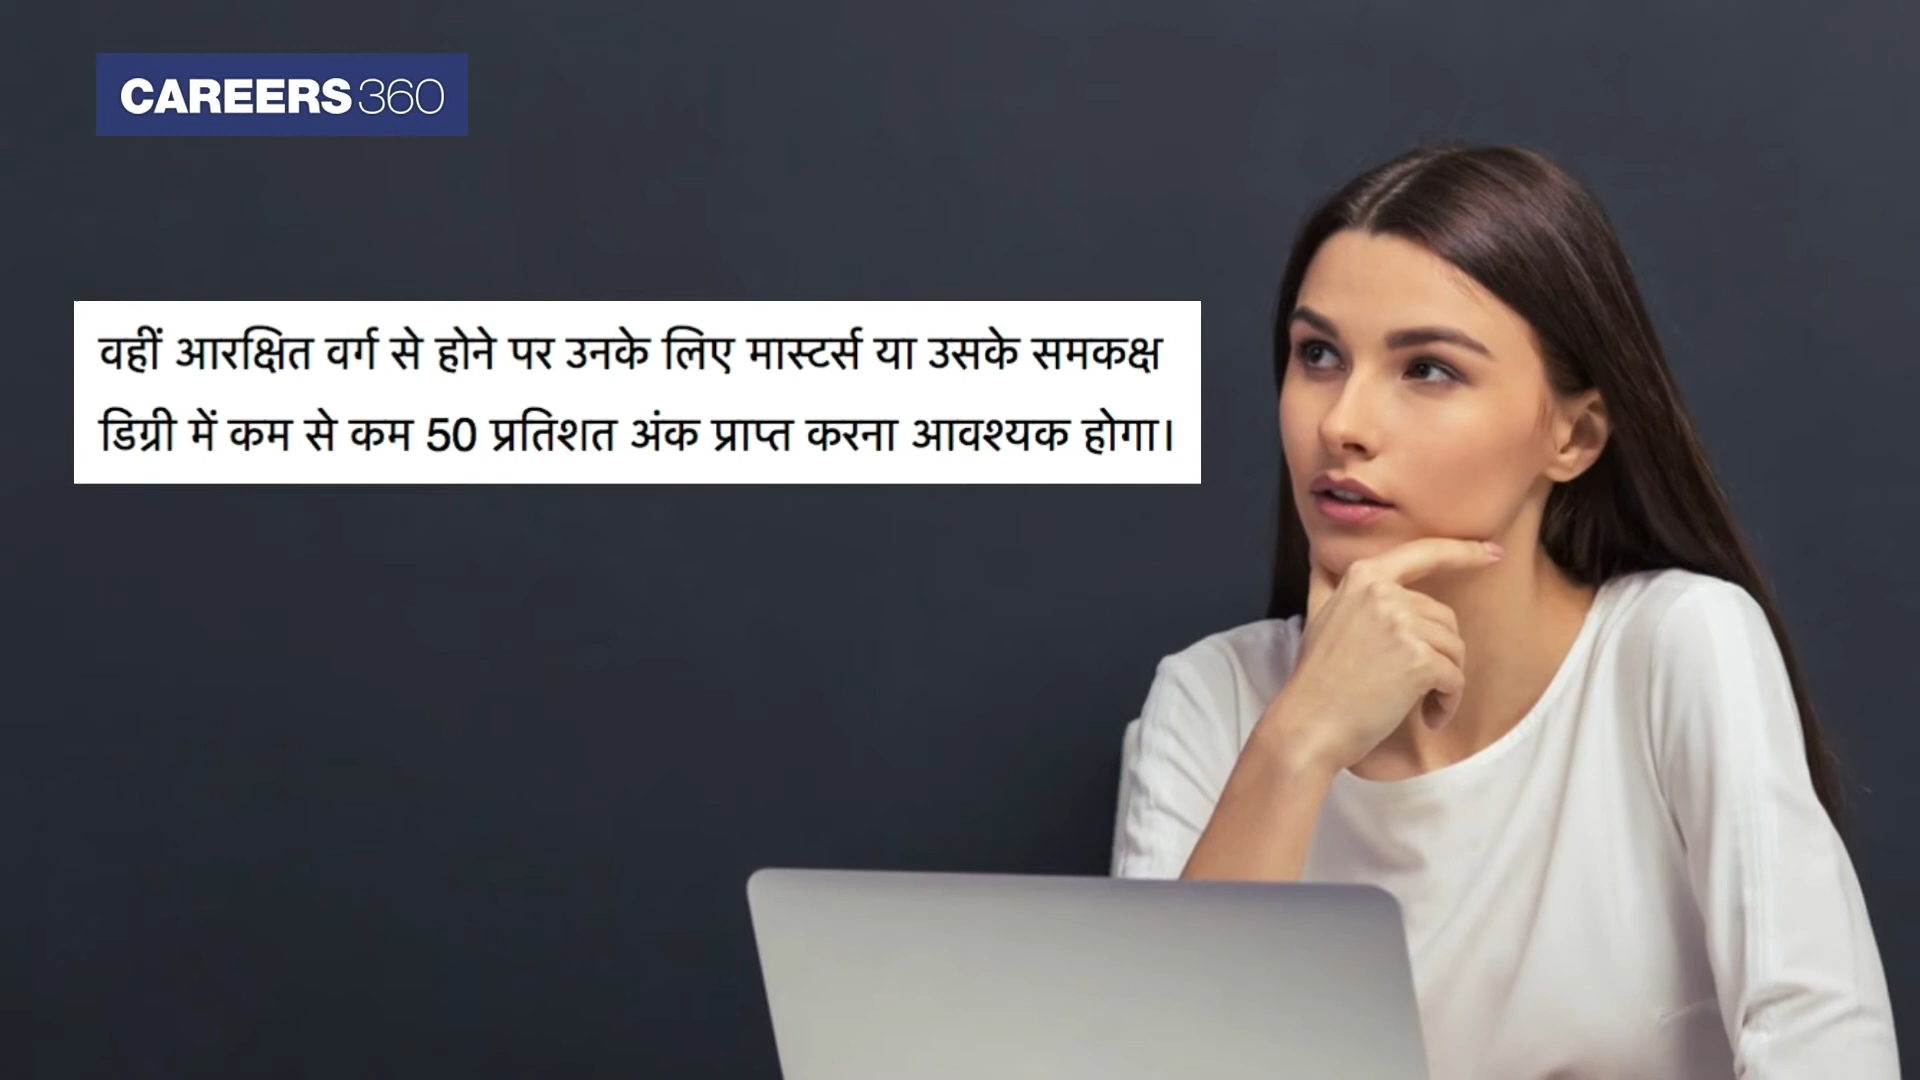 CAREERS360
वहीं आरक्षित वर्ग से होने पर उनके लिए मास्टर्स या उसके समकक्ष
डिग्री में कम से कम 50 प्रतिशत अंक प्राप्त करना आवश्यक होगा।